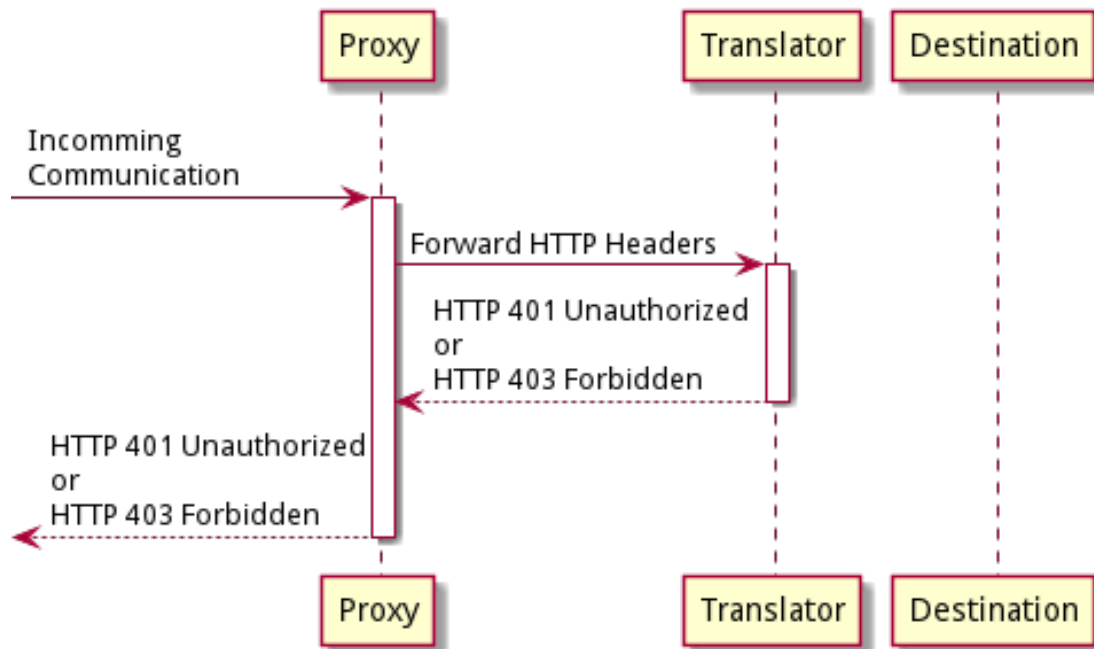 Proxy
Translator
Destination
Incomming
Communication
Forward HTTP Headers
HTTP 401 Unauthorized
or
HTTP 403 Forbidden
HTTP 401 Unauthorized
or
HTTP 403 Forbidden
Proxy
Translator
Destination